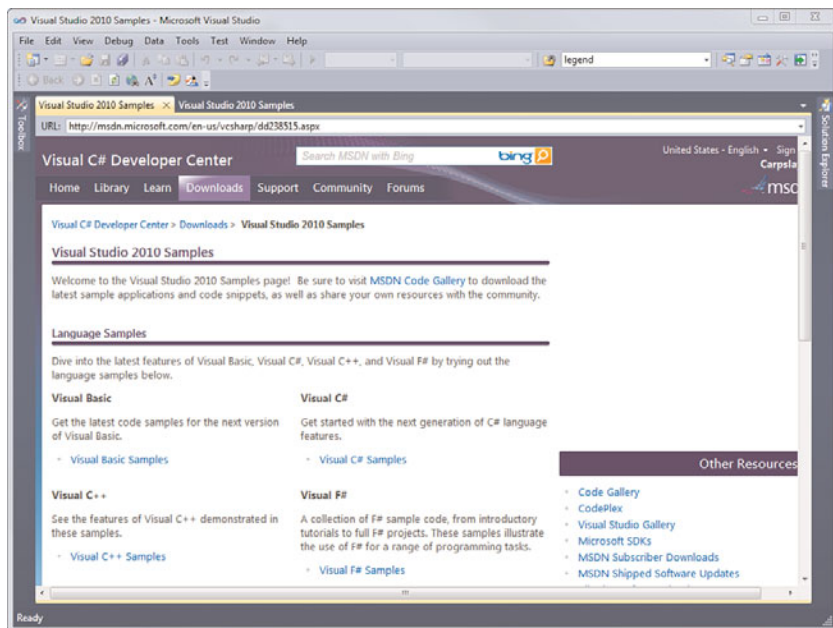 Visual Studio 2010 Samples - Microsoft Visual Studio
File Edit View Debug Data Tools Test Window Help
legend
Back
Visual Studio 2010 Samples × Visual Studio 2010 Samples
Toolbox
Solution Explorer
URL: http://msdn.microsoft.com/en-us/vcsharp/dd238515.aspx
Visual C# Developer Center
Search MSDN with Bing
bing
United States - English • Sign
Carpsla
msd
Home Library Learn Downloads Support Community Forums
Visual C# Developer Center > Downloads > Visual Studio 2010 Samples
Visual Studio 2010 Samples
Welcome to the Visual Studio 2010 Samples page! Be sure to visit MSDN Code Gallery to download the
latest sample applications and code snippets, as well as share your own resources with the community.
Language Samples
Dive into the latest features of Visual Basic, Visual C#, Visual C++, and Visual F# by trying out the
language samples below.
Visual Basic
Get the latest code samples for the next version
of Visual Basic.
Visual Basic Samples
Visual C#
Get started with the next generation of C# language
features.
Visual C# Samples
Visual C++
See the features of Visual C++ demonstrated in
these samples.
Visual C++ Samples
Visual F#
A collection of F# sample code, from introductory
tutorials to full F# projects. These samples illustrate
the use of F# for a range of programming tasks.
Visual F# Samples
Other Resources
Code Gallery
CodePlex
Visual Studio Gallery
Microsoft SDKs
MSDN Subscriber Downloads
MSDN Shipped Software Updates
Ready